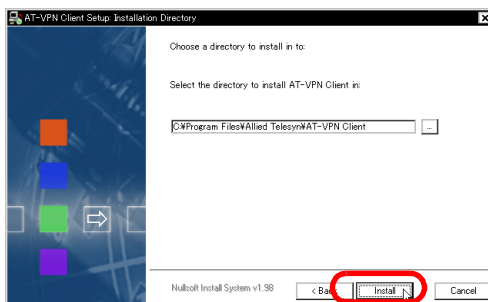 AT-VPN Client Setup: Installation Directory
Choose a directory to install in to:
Select the directory to install AT-VPN Client in:
C:¥Program Files¥Allied Telesyn¥AT-VPN Client
...
Nullsoft Install System v1.98
< Back
Install
Cancel